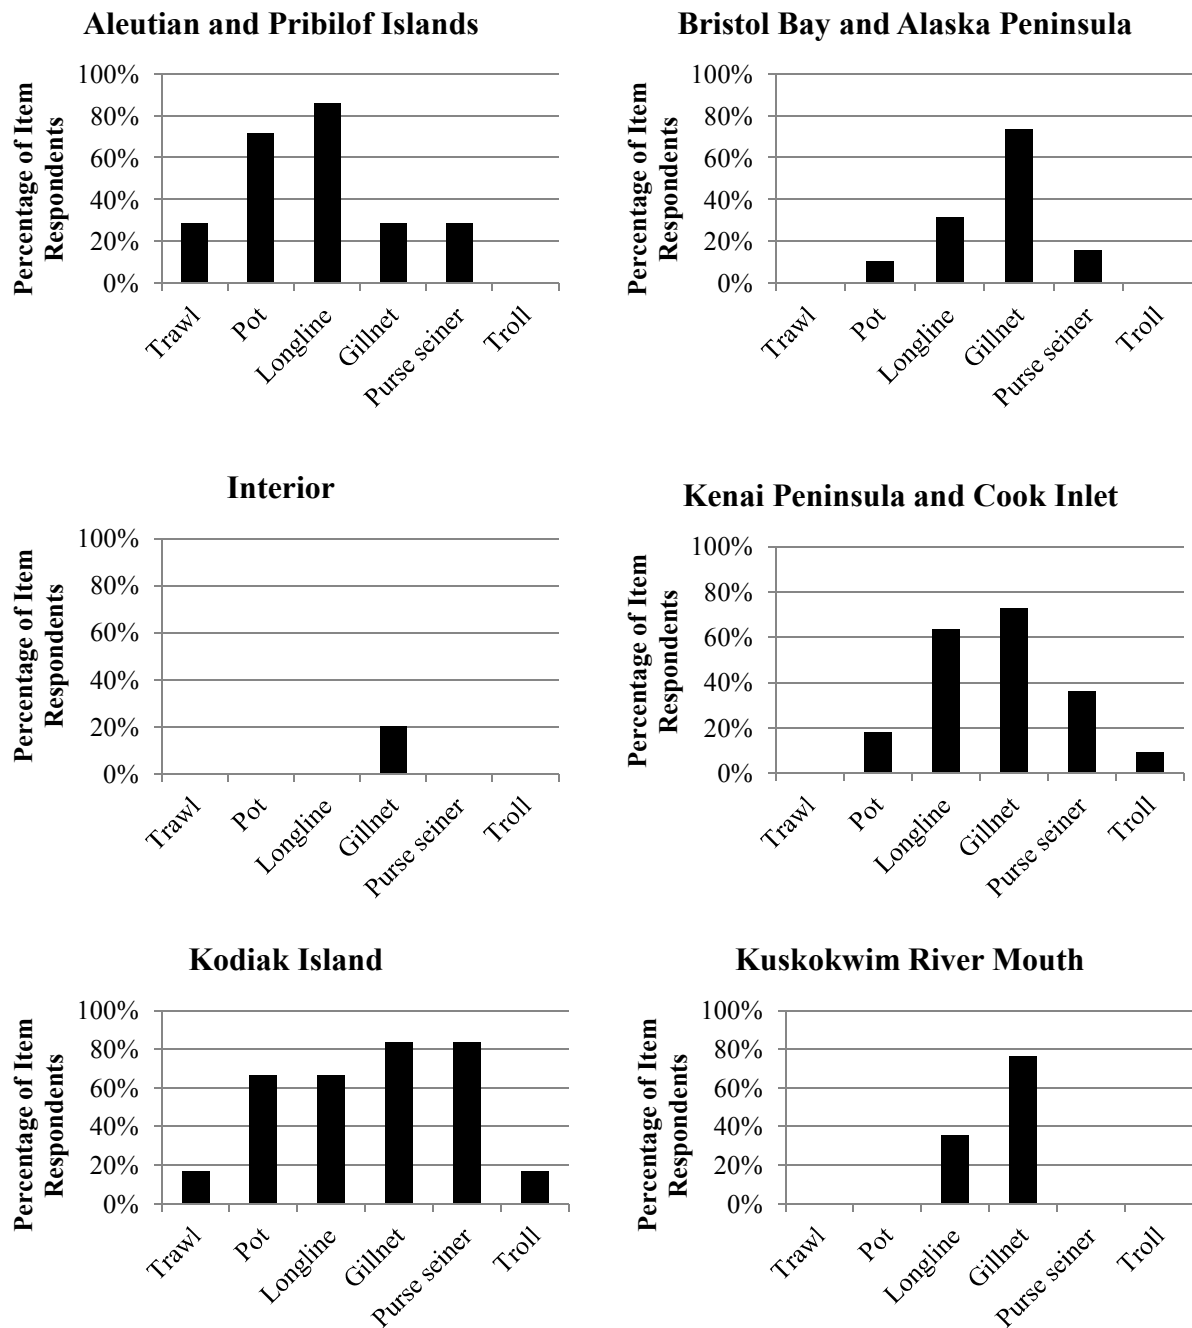 Aleutian and Pribilof Islands
Percentage of Item
Respondents
100%
80%
60%
40%
20%
0%
Trawl
Pot
Longline
Gillnet
Purse seiner
Troll
Bristol Bay and Alaska Peninsula
Percentage of Item
Respondents
100%
80%
60%
40%
20%
0%
Trawl
Pot
Longline
Gillnet
Purse seiner
Troll
Interior
Percentage of Item
Respondents
100%
80%
60%
40%
20%
0%
Trawl
Pot
Longline
Gillnet
Purse seiner
Troll
Kenai Peninsula and Cook Inlet
Percentage of Item
Respondents
100%
80%
60%
40%
20%
0%
Pot
Trawl
Longline
Gillnet
Purse seiner
Troll
Kodiak Island
Percentage of Item
Respondents
100%
80%
60%
40%
20%
0%
Trawl
Pot
Longline
Gillnet
Purse seiner
Troll
Kuskokwim River Mouth
Percentage of Item
Respondents
100%
80%
60%
40%
20%
0%
Trawl
Pot
Longline
Gillnet
Purse seiner
Troll